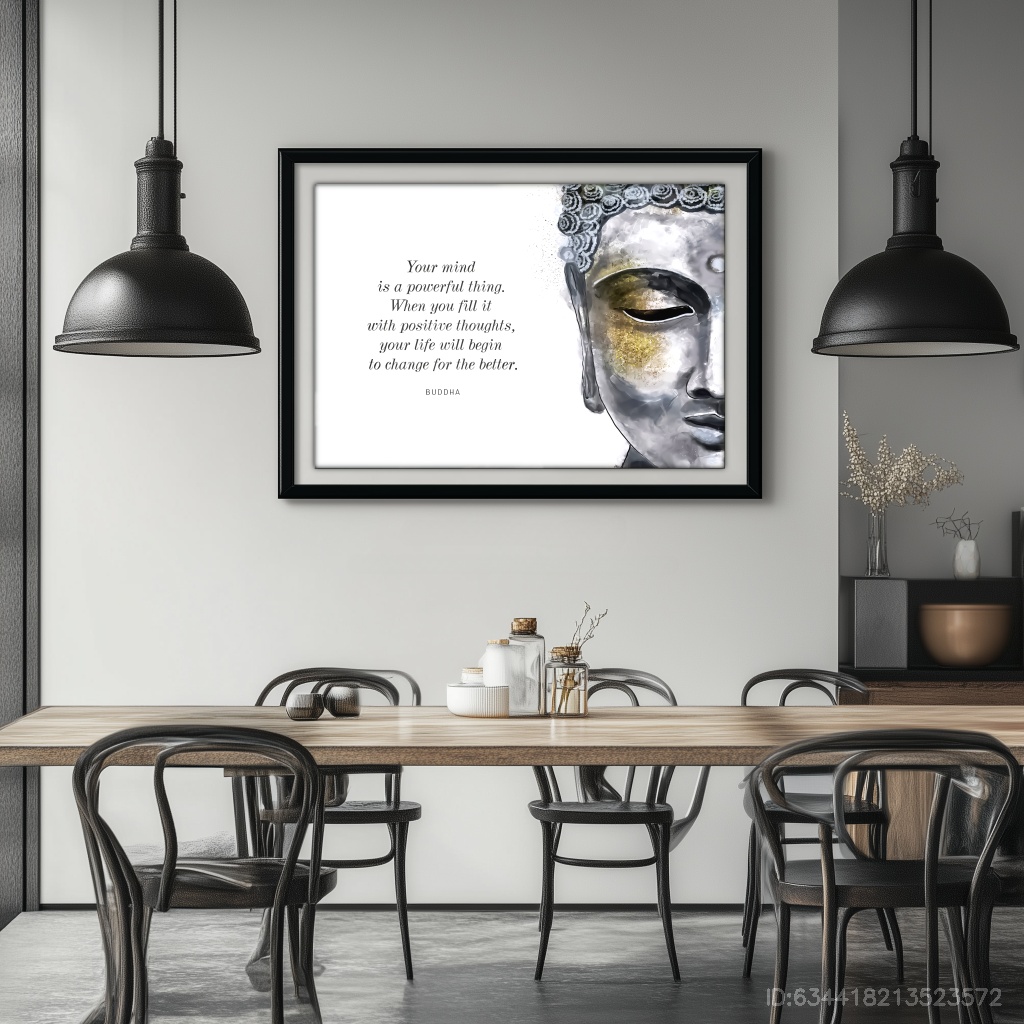 Your mind
is a powerful thing.
When you fill it
with positive thoughts,
your life will begin
to change for the better.
BUDDHA
ID:634418213523572